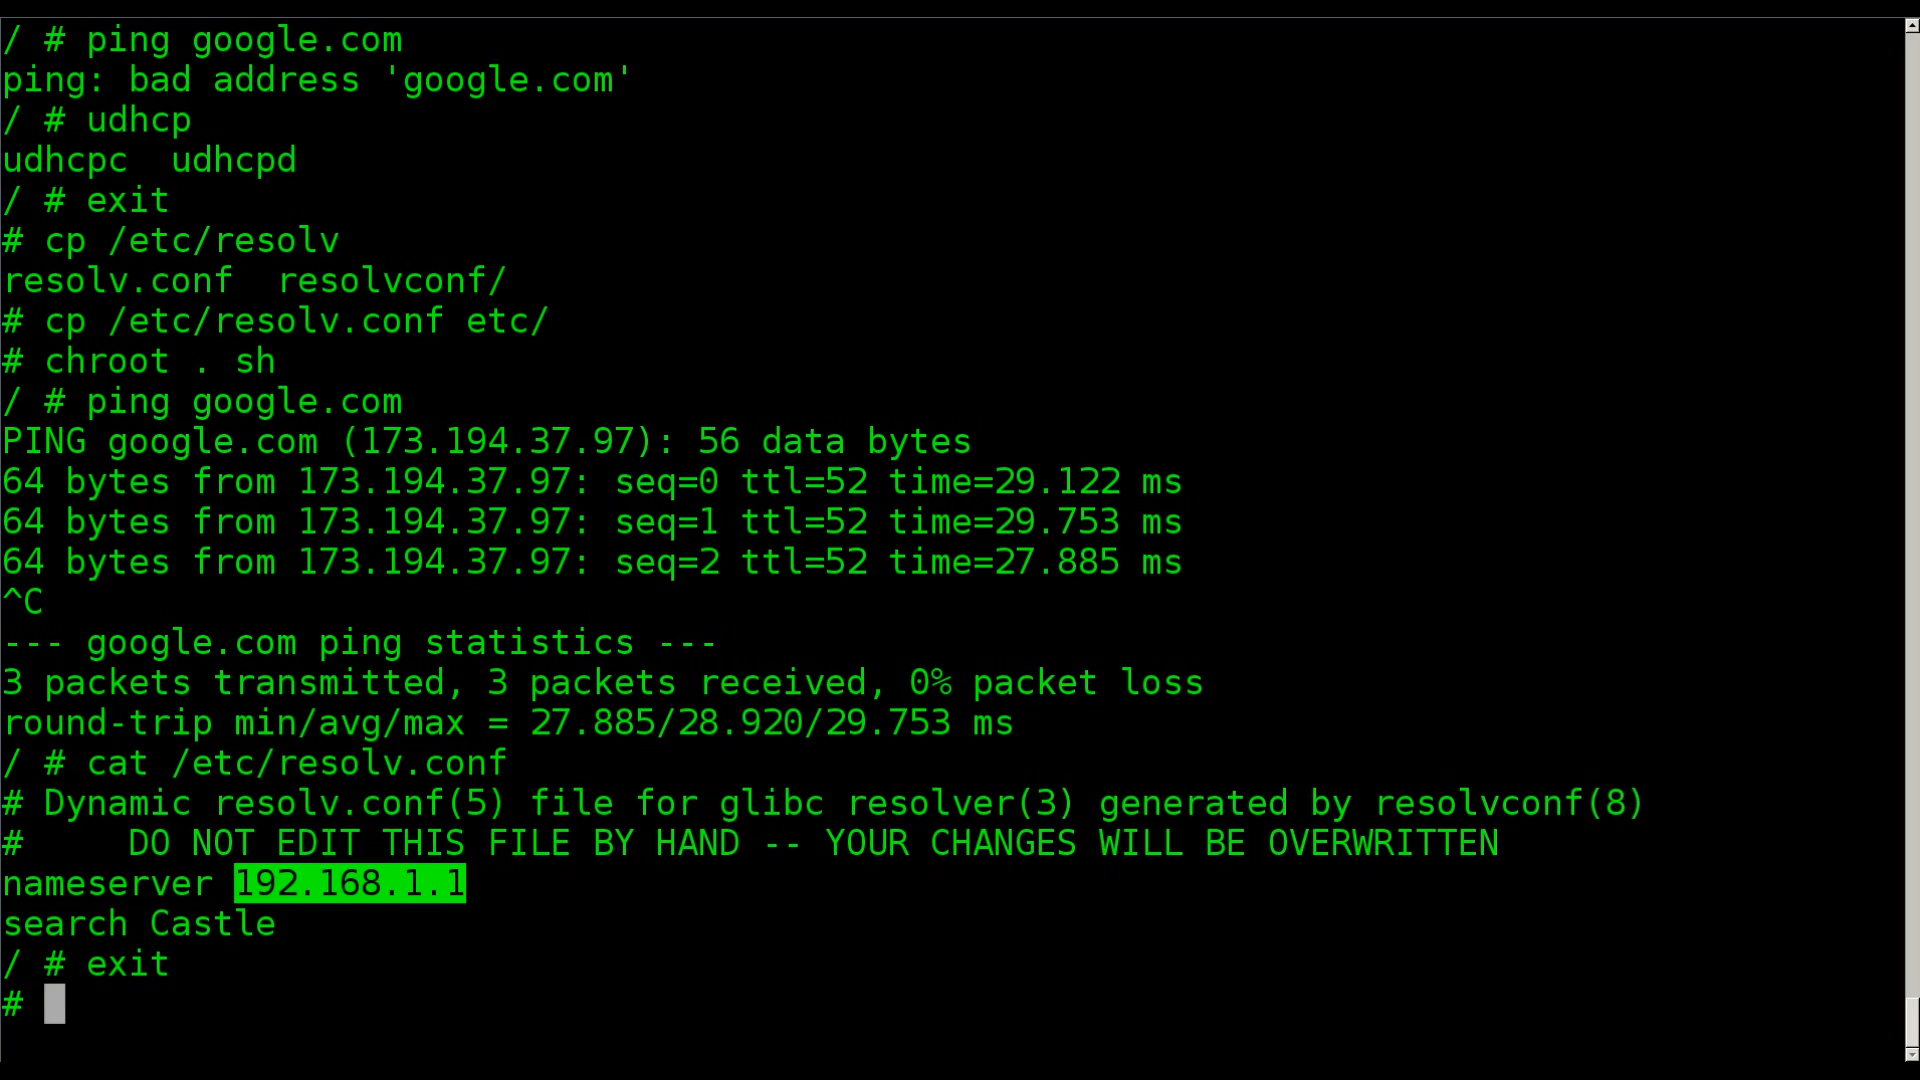 / # ping google.com
ping: bad address 'google.com'
/ # udhcp
udhcpc  udhcpd
/ # exit
# cp /etc/resolv
resolv.conf  resolvconf/
# cp /etc/resolv.conf etc/
# chroot . sh
/ # ping google.com
PING google.com (173.194.37.97): 56 data bytes
64 bytes from 173.194.37.97: seq=0 ttl=52 time=29.122 ms
64 bytes from 173.194.37.97: seq=1 ttl=52 time=29.753 ms
64 bytes from 173.194.37.97: seq=2 ttl=52 time=27.885 ms
^C
--- google.com ping statistics ---
3 packets transmitted, 3 packets received, 0% packet loss
round-trip min/avg/max = 27.885/28.920/29.753 ms
/ # cat /etc/resolv.conf
# Dynamic resolv.conf(5) file for glibc resolver(3) generated by resolvconf(8)
#     DO NOT EDIT THIS FILE BY HAND -- YOUR CHANGES WILL BE OVERWRITTEN
nameserver 192.168.1.1
search Castle
/ # exit
#